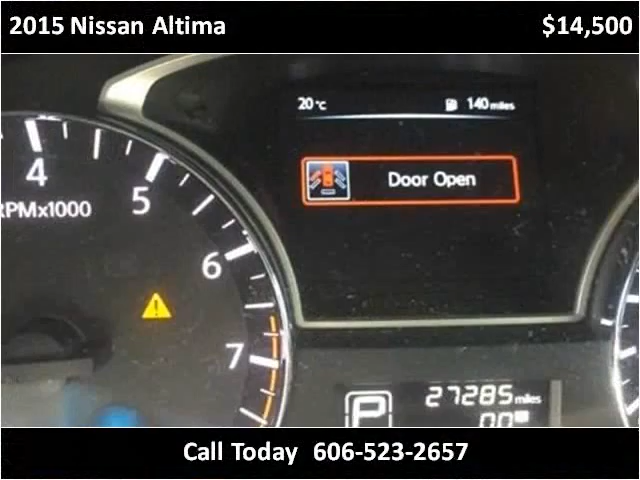 2015 Nissan Altima $14,500
20 °C 140 miles
Door Open
4
5
RPMx1000
6
7
P 27285 miles
00
Call Today 606-523-2657